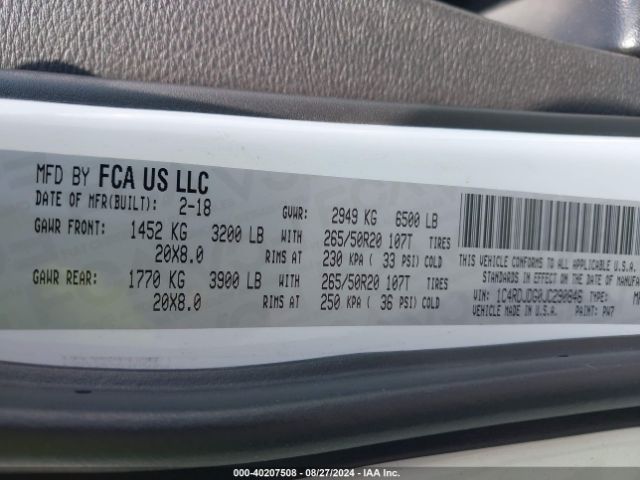 MFD BY FCA US LLC
DATE OF MFR(BUILT): 2-18 GVWR: 2949 KG 6500 LB
GAWR FRONT: 1452 KG 3200 LB WITH 265/50R20 107T TIRES
20X8.0 RIMS AT 230 KPA ( 33 PSI) COLD
GAWR REAR: 1770 KG 3900 LB WITH 265/50R20 107T TIRES
20X8.0 RIMS AT 250 KPA ( 36 PSI) COLD
THIS VEHICLE CONFORMS TO ALL U.S.A.
STANDARDS IN EFFECT ON THE DATE OF MANUFA
VIN: 1C4RDJDG0JC290846 TYPE:
VEHICLE MADE IN U.S.A. PAINT: PW7
000-40207508 - 08/27/2024 - IAA Inc.